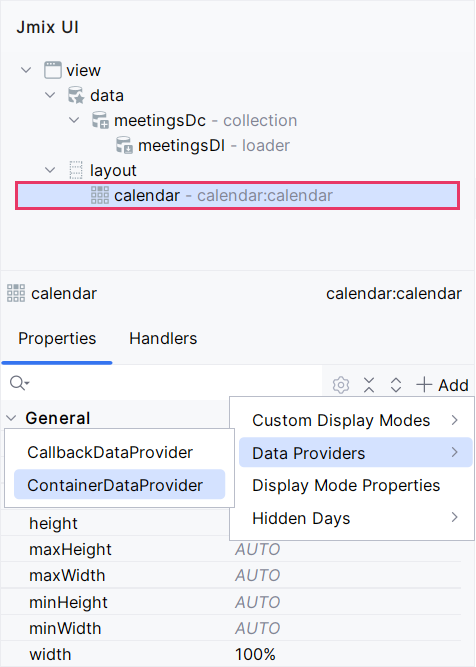 Jmix UI
view
data
meetingsDc - collection
meetingsDl - loader
layout
calendar - calendar:calendar
calendar calendar:calendar
Properties Handlers
Add
General
Custom Display Modes
Data Providers
Display Mode Properties
Hidden Days
CallbackDataProvider
ContainerDataProvider
height
maxHeight AUTO
maxWidth AUTO
minHeight AUTO
minWidth AUTO
width 100%